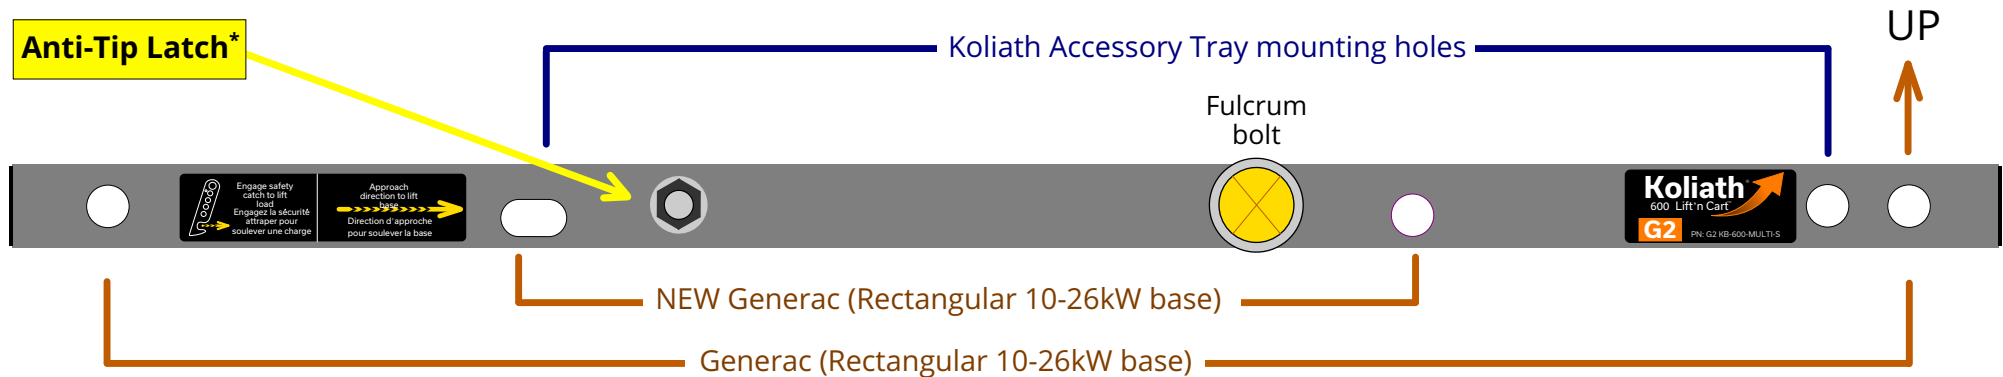 UP
Anti-Tip Latch*
Koliath Accessory Tray mounting holes
Fulcrum
bolt
Engage safety
catch to lift
load
Engagez la sécurité
attraper pour
soulever une charge
Approach
direction to lift
base
Direction d'approche
pour soulever la base
Koliath
600 Lift'n Cart
G2
PN: G2 KB-600-MULTI-S
NEW Generac (Rectangular 10-26kW base)
Generac (Rectangular 10-26kW base)